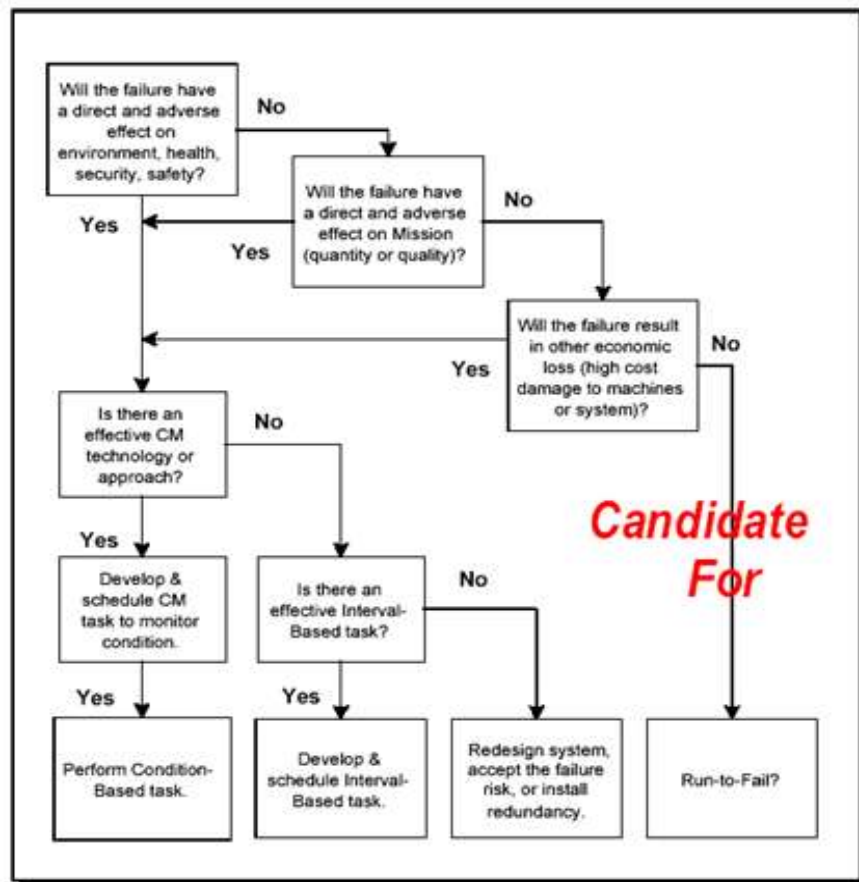 Will the failure have
a direct and adverse
effect on
environment, health,
security, safety?
No
Yes
Will the failure have
a direct and adverse
effect on Mission
(quantity or quality)?
No
Yes
Will the failure result
in other economic
loss (high cost
damage to machines
or system)?
No
Yes
Is there an
effective CM
technology or
approach?
No
Yes
Candidate
For
Develop &
schedule CM
task to monitor
condition.
Yes
Is there an
effective Interval-
Based task?
No
Yes
Perform Condition-
Based task.
Develop &
schedule Interval-
Based task.
Redesign system,
accept the failure
risk, or install
redundancy.
Run-to-Fail?